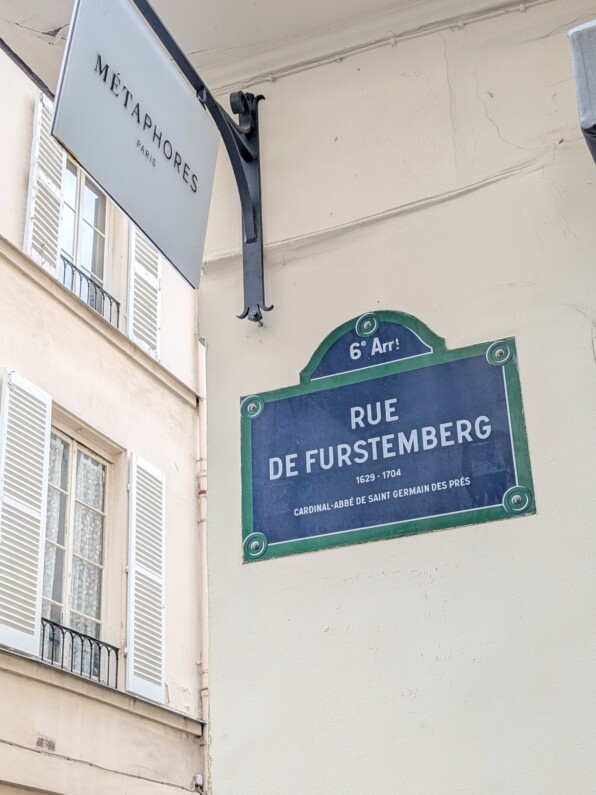 MÉTAPHORES
PARIS
6e Arrt
RUE
DE FURSTEMBERG
1629 - 1704
CARDINAL-ABBÉ DE SAINT GERMAIN DES PRÉS